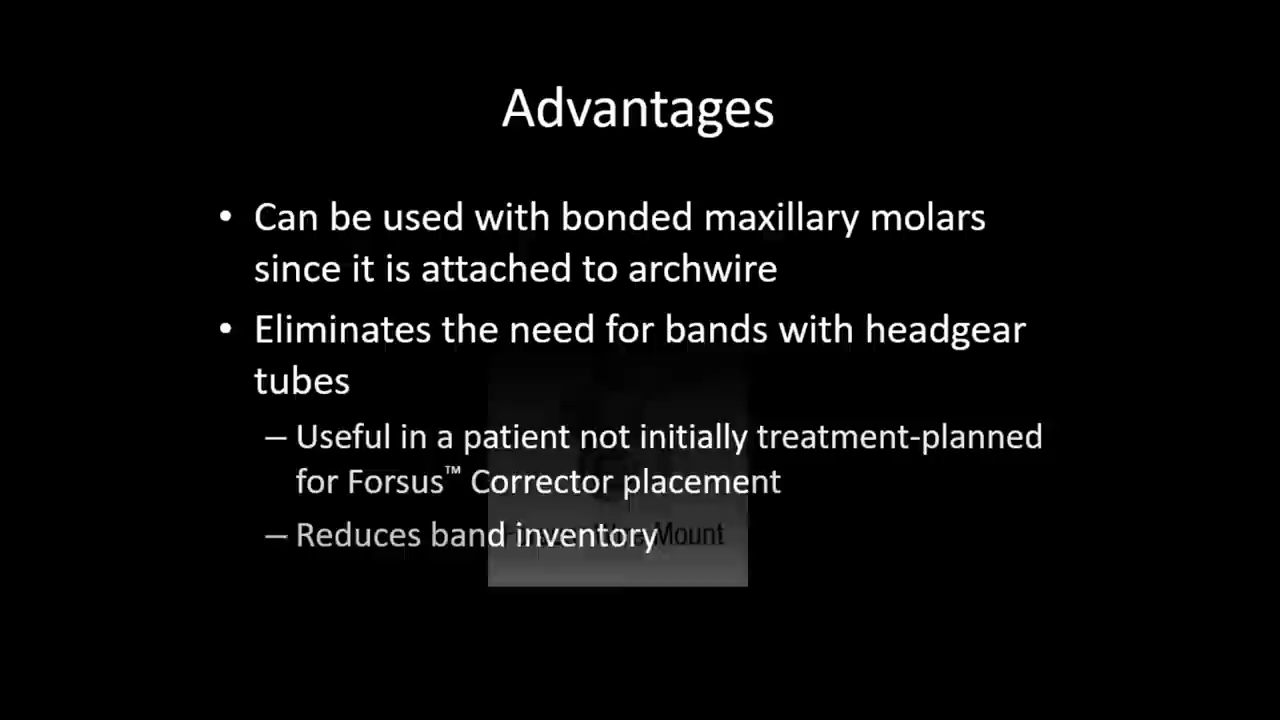 Advantages
• Can be used with bonded maxillary molars
since it is attached to archwire
• Eliminates the need for bands with headgear
tubes
– Useful in a patient not initially treatment-planned
for Forsus™ Corrector placement
– Reduces band inventory
Mount